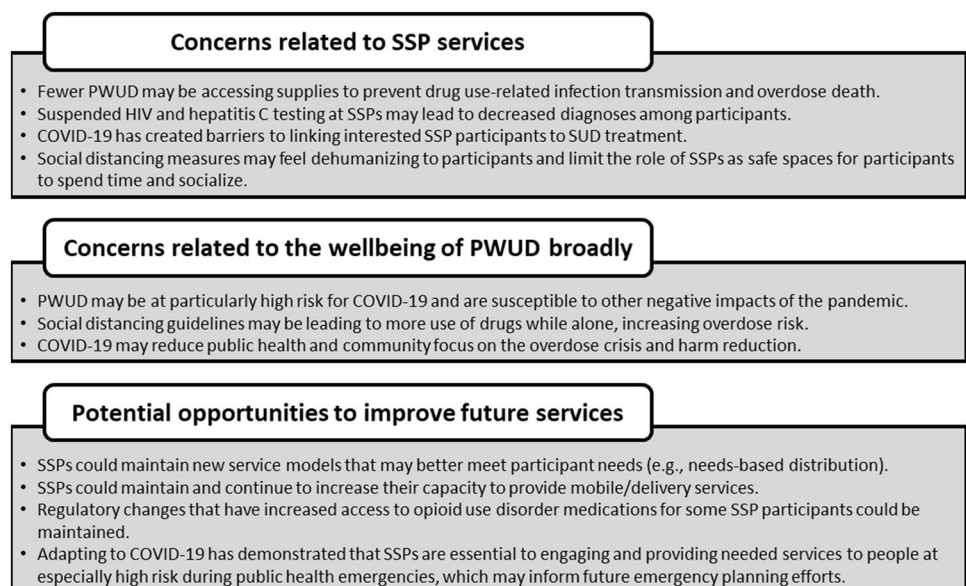 Concerns related to SSP services
• Fewer PWUD may be accessing supplies to prevent drug use-related infection transmission and overdose death.
• Suspended HIV and hepatitis C testing at SSPs may lead to decreased diagnoses among participants.
• COVID-19 has created barriers to linking interested SSP participants to SUD treatment.
• Social distancing measures may feel dehumanizing to participants and limit the role of SSPs as safe spaces for participants
to spend time and socialize.
Concerns related to the wellbeing of PWUD broadly
• PWUD may be at particularly high risk for COVID-19 and are susceptible to other negative impacts of the pandemic.
• Social distancing guidelines may be leading to more use of drugs while alone, increasing overdose risk.
• COVID-19 may reduce public health and community focus on the overdose crisis and harm reduction.
Potential opportunities to improve future services
• SSPs could maintain new service models that may better meet participant needs (e.g., needs-based distribution).
• SSPs could maintain and continue to increase their capacity to provide mobile/delivery services.
• Regulatory changes that have increased access to opioid use disorder medications for some SSP participants could be
maintained.
• Adapting to COVID-19 has demonstrated that SSPs are essential to engaging and providing needed services to people at
especially high risk during public health emergencies, which may inform future emergency planning efforts.